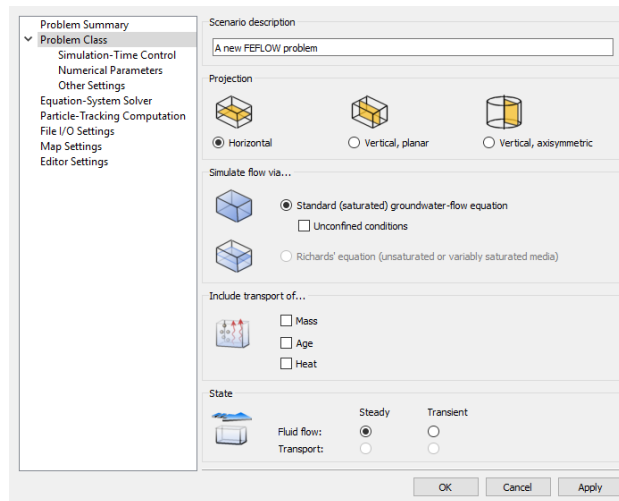 Problem Summary
Problem Class
Simulation-Time Control
Numerical Parameters
Other Settings
Equation-System Solver
Particle-Tracking Computation
File I/O Settings
Map Settings
Editor Settings
Scenario description
A new FEFLOW problem
Projection
Horizontal
Vertical, planar
Vertical, axisymmetric
Simulate flow via...
Standard (saturated) groundwater-flow equation
Unconfined conditions
Richards' equation (unsaturated or variably saturated media)
Include transport of...
Mass
Age
Heat
State
Steady Transient
Fluid flow:
Transport:
OK Cancel Apply